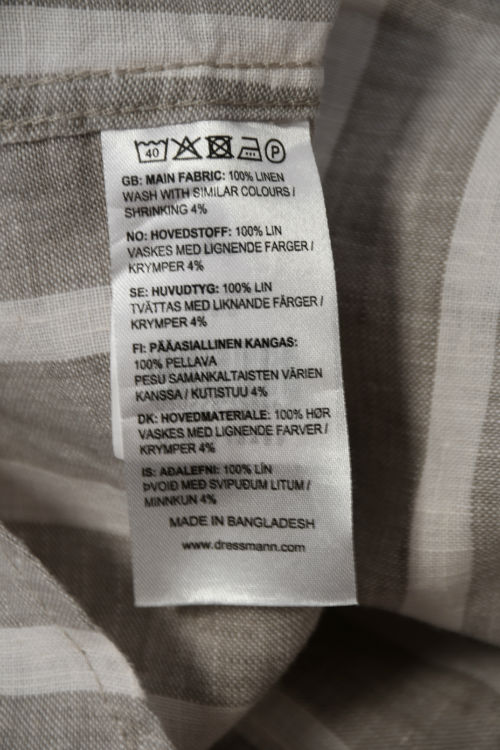 40 P
GB: MAIN FABRIC: 100% LINEN
WASH WITH SIMILAR COLOURS /
SHRINKING 4%
NO: HOVEDSTOFF: 100% LIN
VASKES MED LIGNENDE FARGER /
KRYMPER 4%
SE: HUVUDTYG: 100% LIN
TVÄTTAS MED LIKNANDE FÄRGER /
KRYMPER 4%
FI: PÄÄASIALLINEN KANGAS:
100% PELLAVA
PESU SAMANKALTAISTEN VÄRIEN
KANSSA / KUTISTUU 4%
DK: HOVEDMATERIALE: 100% HØR
VASKES MED LIGNENDE FARVER /
KRYMPER 4%
IS: AÐALEFNI: 100% LÍN
ÞVOIÐ MEÐ SVIPUÐUM LITUM /
MINNKUN 4%
MADE IN BANGLADESH
www.dressmann.com